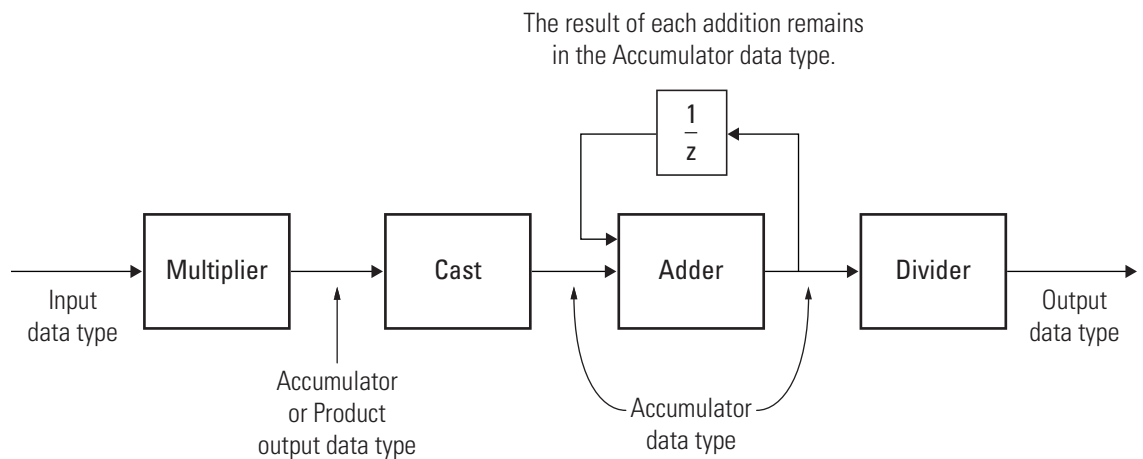 The result of each addition remains
in the Accumulator data type.
1
z
Multiplier
Cast
Adder
Divider
Input
data type
Output
data type
Accumulator
or Product
output data type
Accumulator
data type